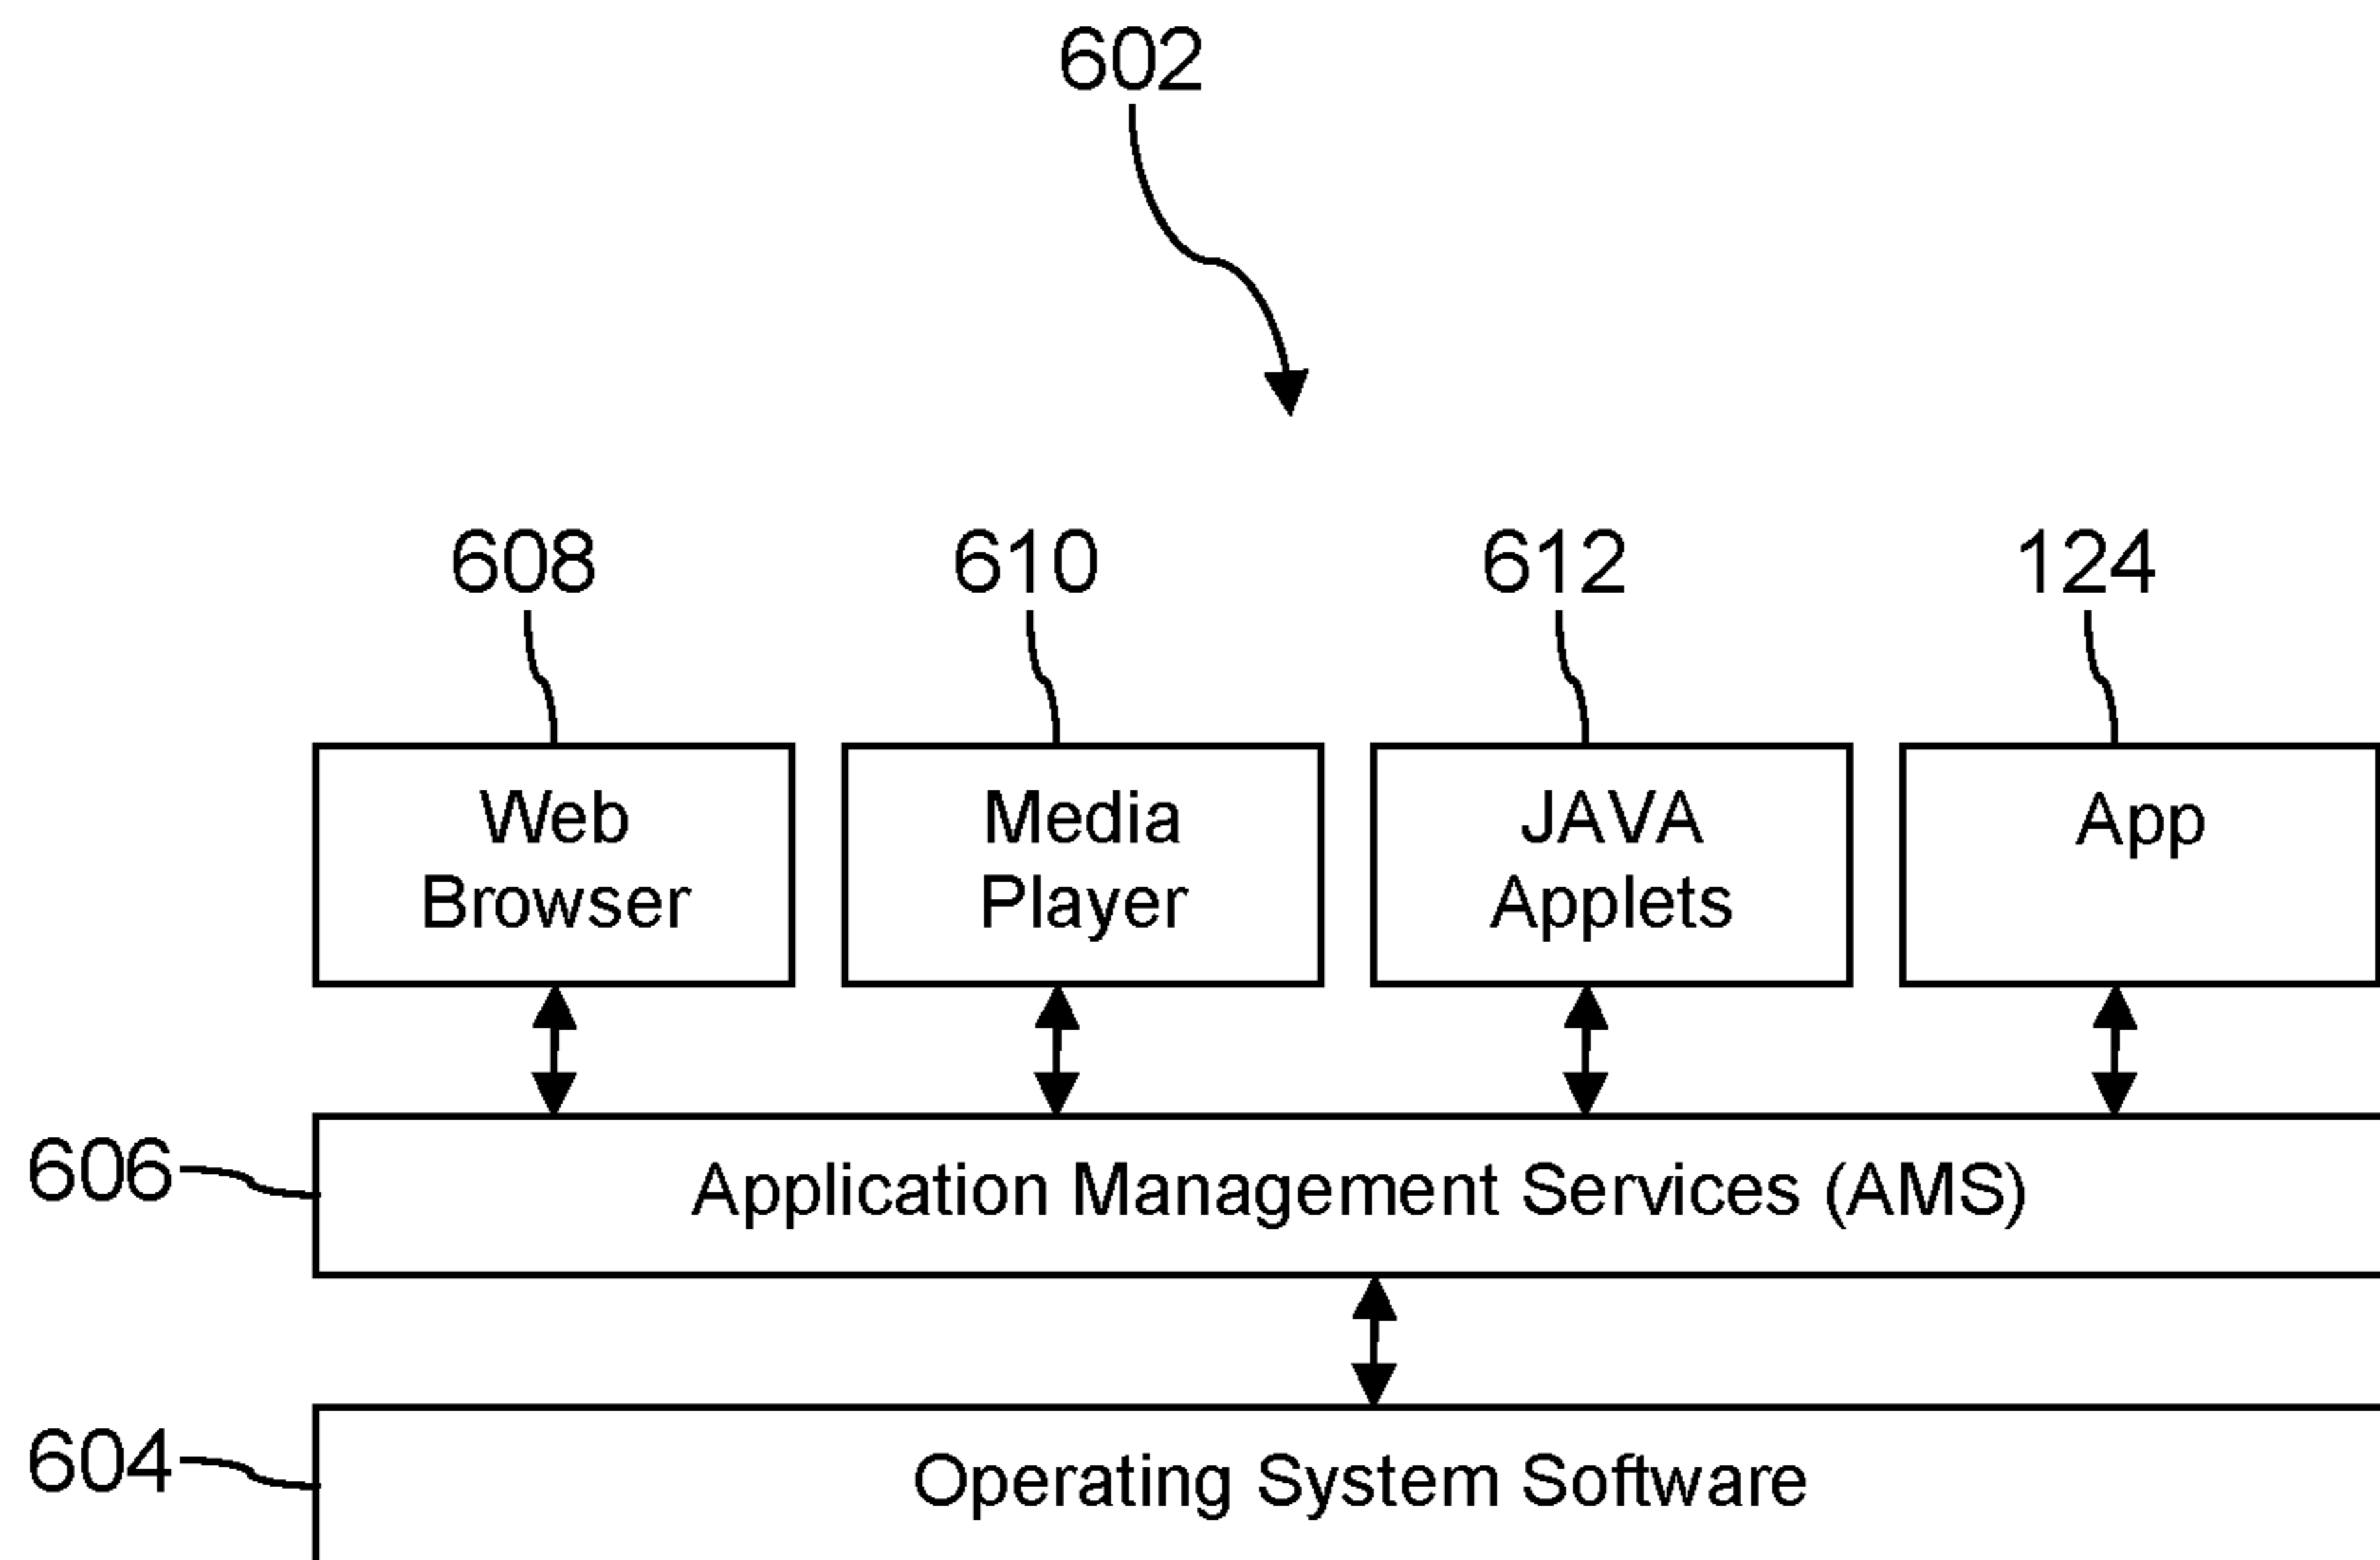 602
608
610
612
124
Web
Browser
Media
Player
JAVA
Applets
App
606
Application Management Services (AMS)
604
Operating System Software